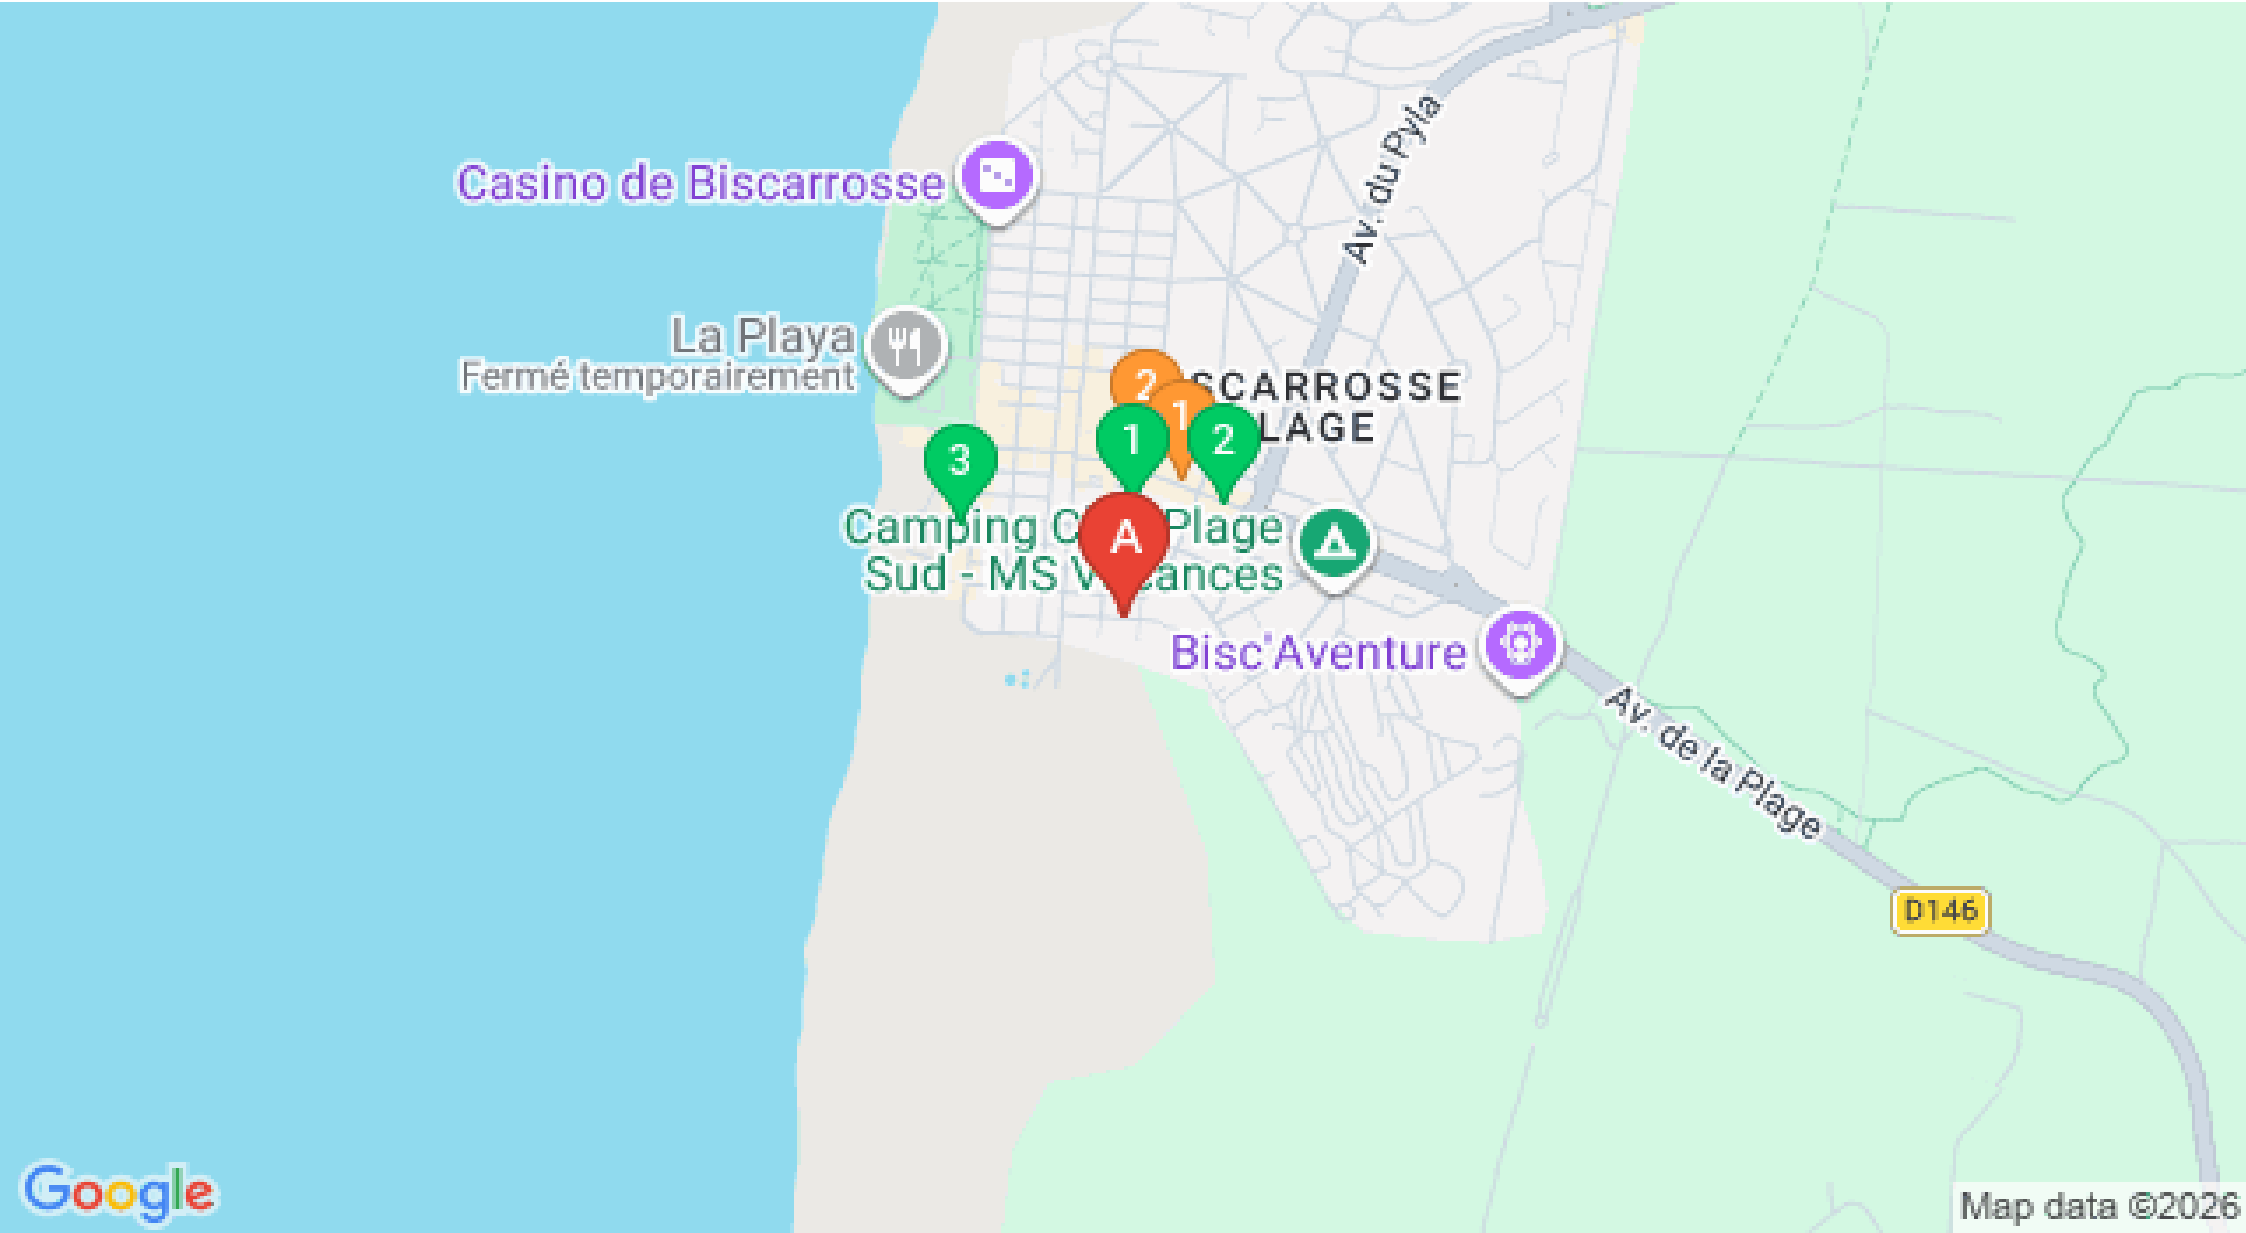 Av. du Pyla
Casino de Biscarrosse
La Playa
Fermé temporairement
2
SCARROSSE
1
LAGE
1
2
3
Camping C Plage
Sud - MS V cances
A
Bisc'Aventure
Av. de la Plage
D146
Google
Map data ©2026